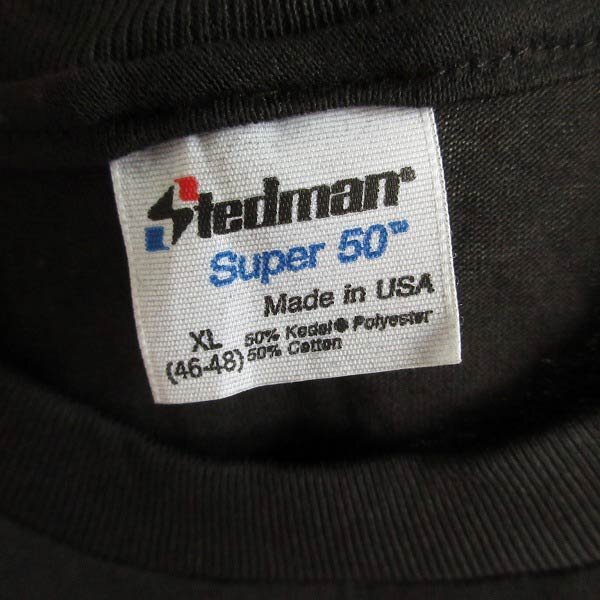 Stedman®
Super 50™
Made in USA
XL 50% Kodel® Polyester
(46-48) 50% Cotton